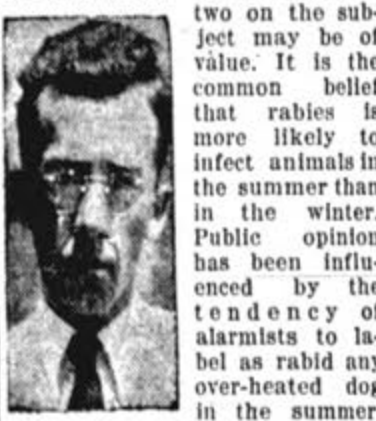 two on the sub-
ject may be of
value. It is the
common belief
that rabies is
more likely to
infect animals in
the summer than
in the winter.
Public opinion
has been influ-
enced by the
tendency of
alarmists to la-
bel as rabid any
over-heated dog
in the summer